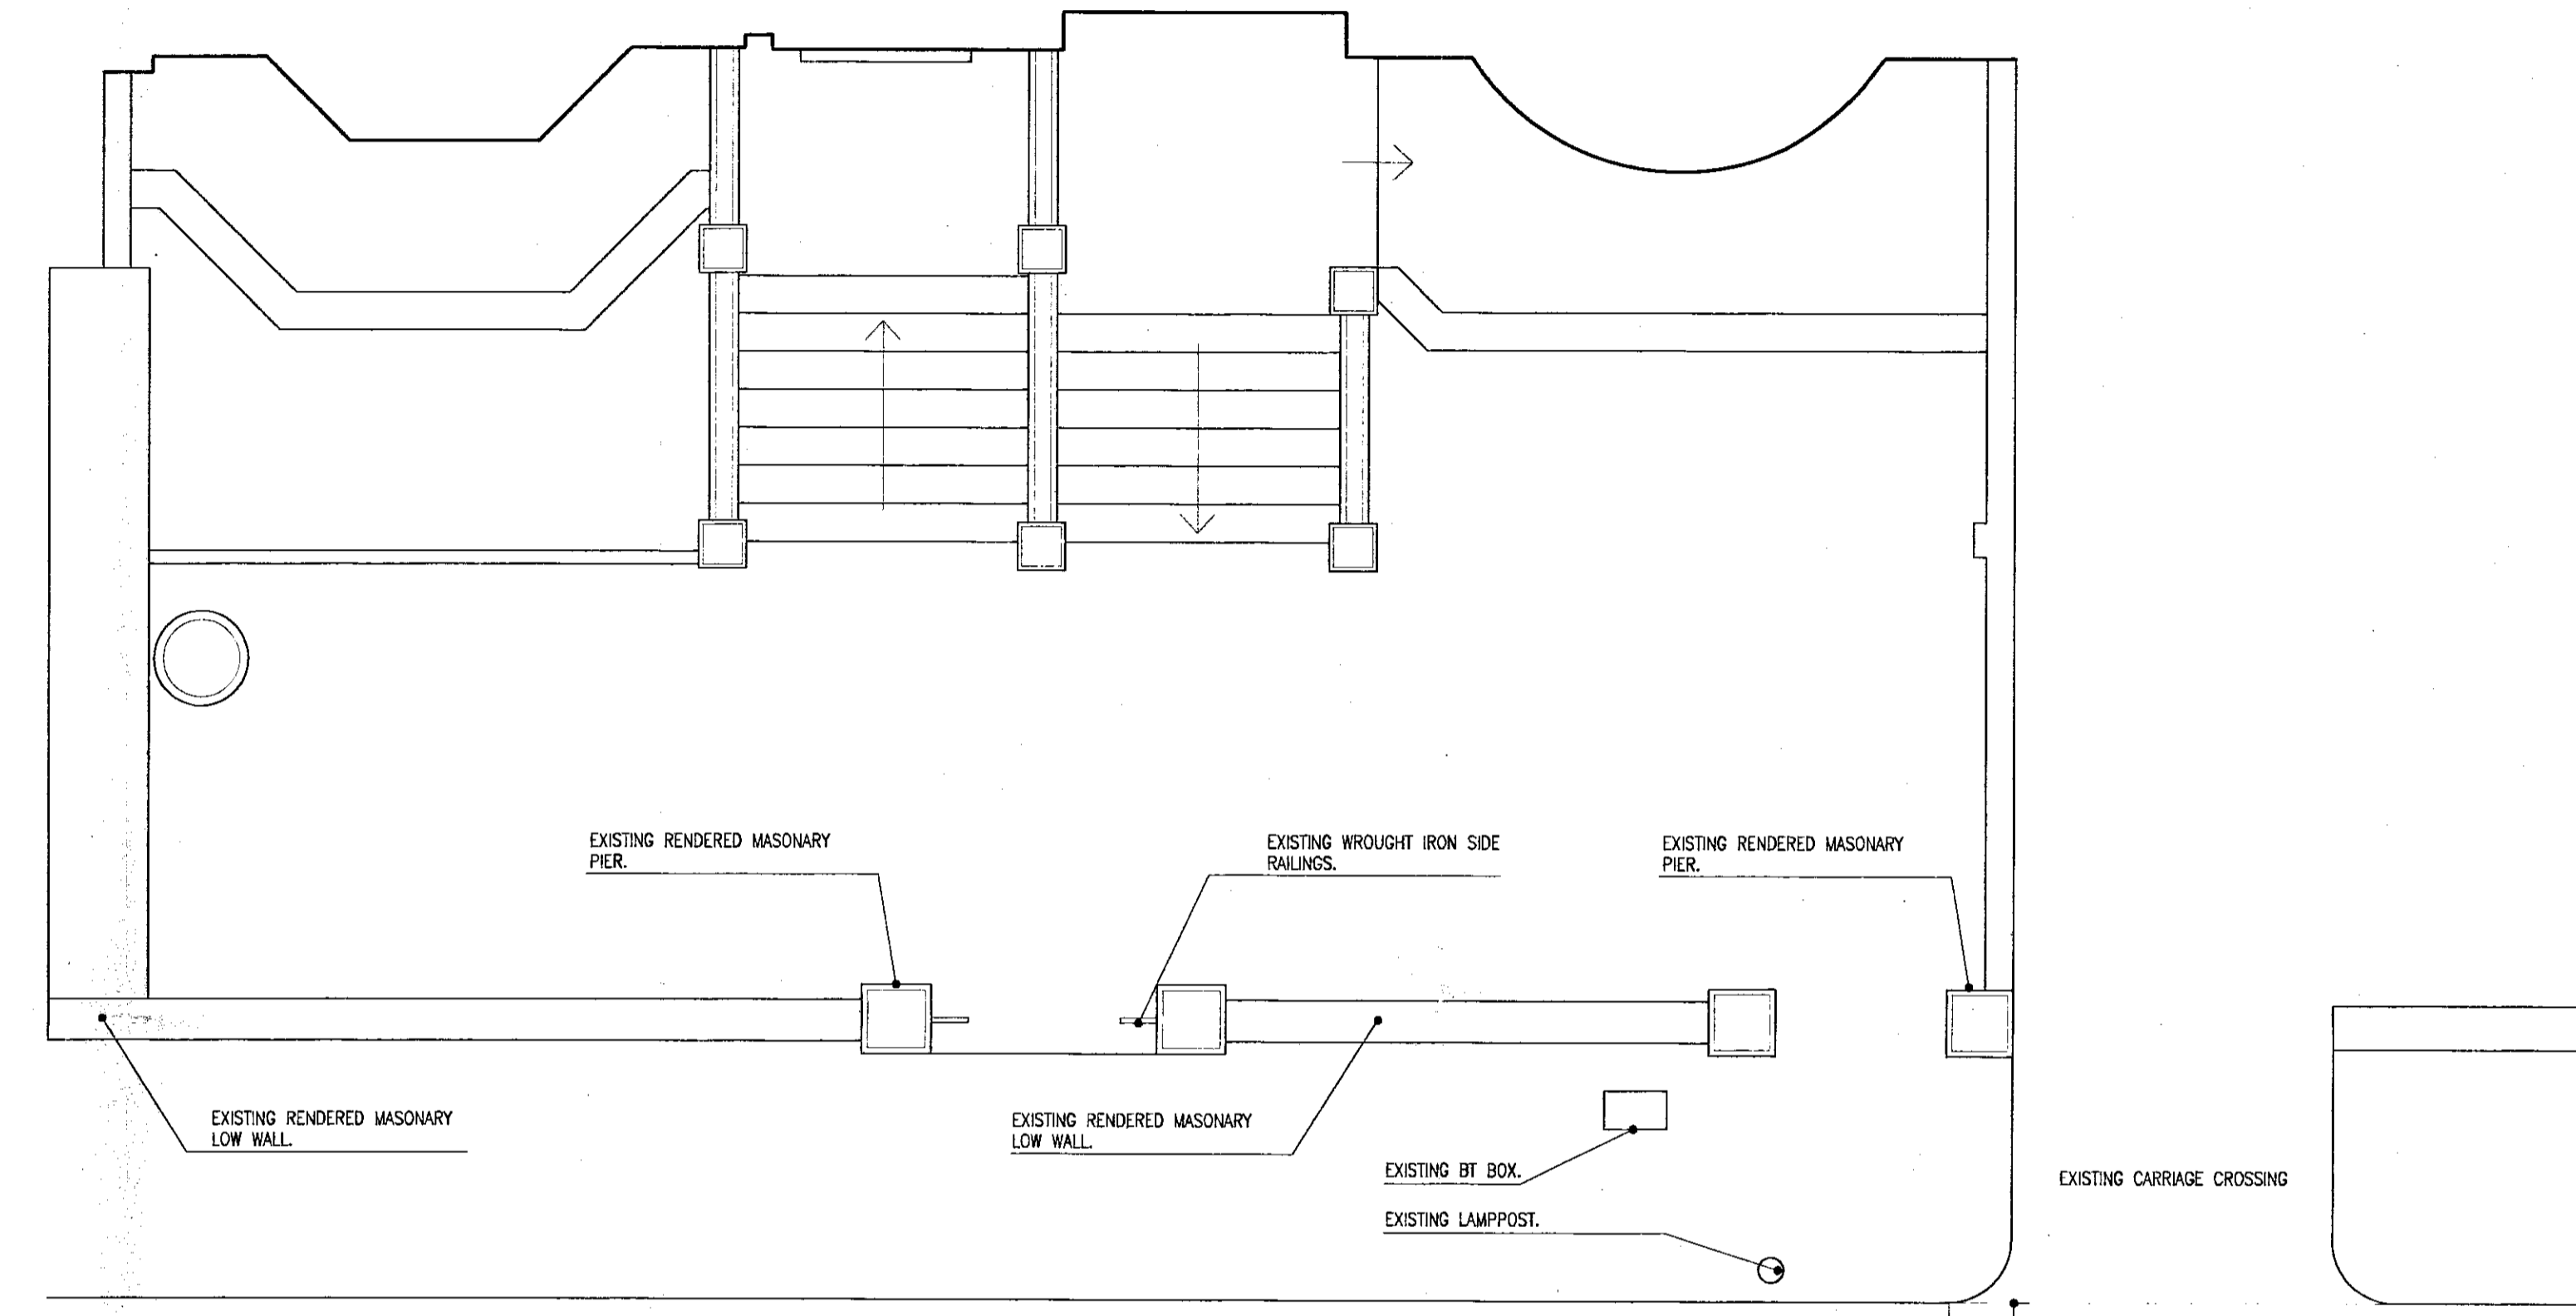 EXISTING RENDERED MASONARY
PIER.
EXISTING WROUGHT IRON SIDE
RAILINGS.
EXISTING RENDERED MASONARY
PIER.
EXISTING RENDERED MASONARY
LOW WALL.
EXISTING RENDERED MASONARY
LOW WALL.
EXISTING BT BOX.
EXISTING LAMPPOST.
EXISTING CARRIAGE CROSSING